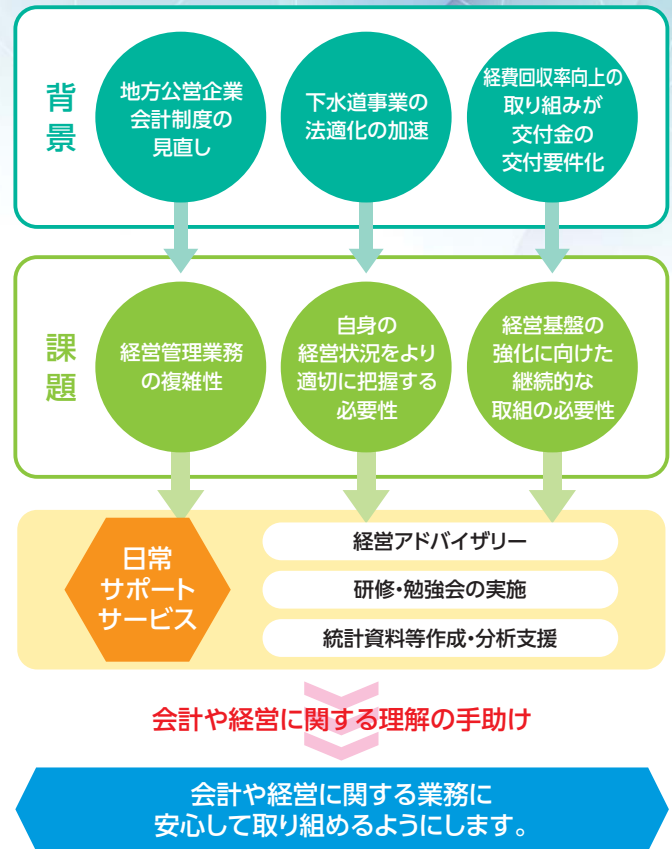 背景
地方公営企業
会計制度の
見直し
下水道事業の
法適化の加速
経費回収率向上の
取り組みが
交付金の
交付要件化
課題
経営管理業務
の複雑性
自身の
経営状況をより
適切に把握する
必要性
経営基盤の
強化に向けた
継続的な
取組の必要性
日常
サポート
サービス
経営アドバイザリー
研修・勉強会の実施
統計資料等作成・分析支援
会計や経営に関する理解の手助け
会計や経営に関する業務に
安心して取り組めるようにします。